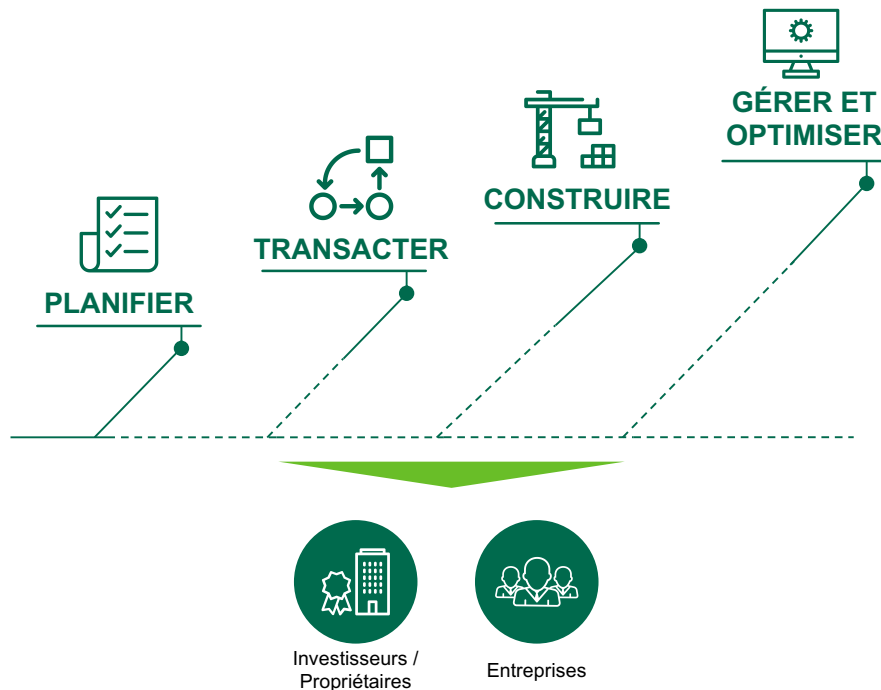 PLANIFIER
TRANSACTER
CONSTRUIRE
GÉRER ET
OPTIMISER
Investisseurs /
Propriétaires
Entreprises